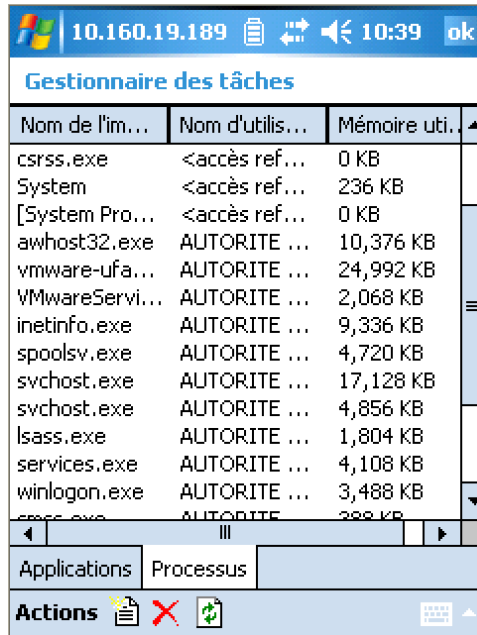 10.160.19.189 10:39 ok
Gestionnaire des tâches
Nom de l'im... Nom d'utilis... Mémoire uti..
csrss.exe <accès ref... 0 KB
System <accès ref... 236 KB
[System Pro... <accès ref... 0 KB
awhost32.exe AUTORITE ... 10,376 KB
vmware-ufa... AUTORITE ... 24,992 KB
VMwareServi... AUTORITE ... 2,068 KB
inetinfo.exe AUTORITE ... 9,336 KB
spoolsv.exe AUTORITE ... 4,720 KB
svchost.exe AUTORITE ... 17,128 KB
svchost.exe AUTORITE ... 4,856 KB
lsass.exe AUTORITE ... 1,804 KB
services.exe AUTORITE ... 4,108 KB
winlogon.exe AUTORITE ... 3,488 KB
smss.exe AUTORITE KB
Applications Processus
Actions